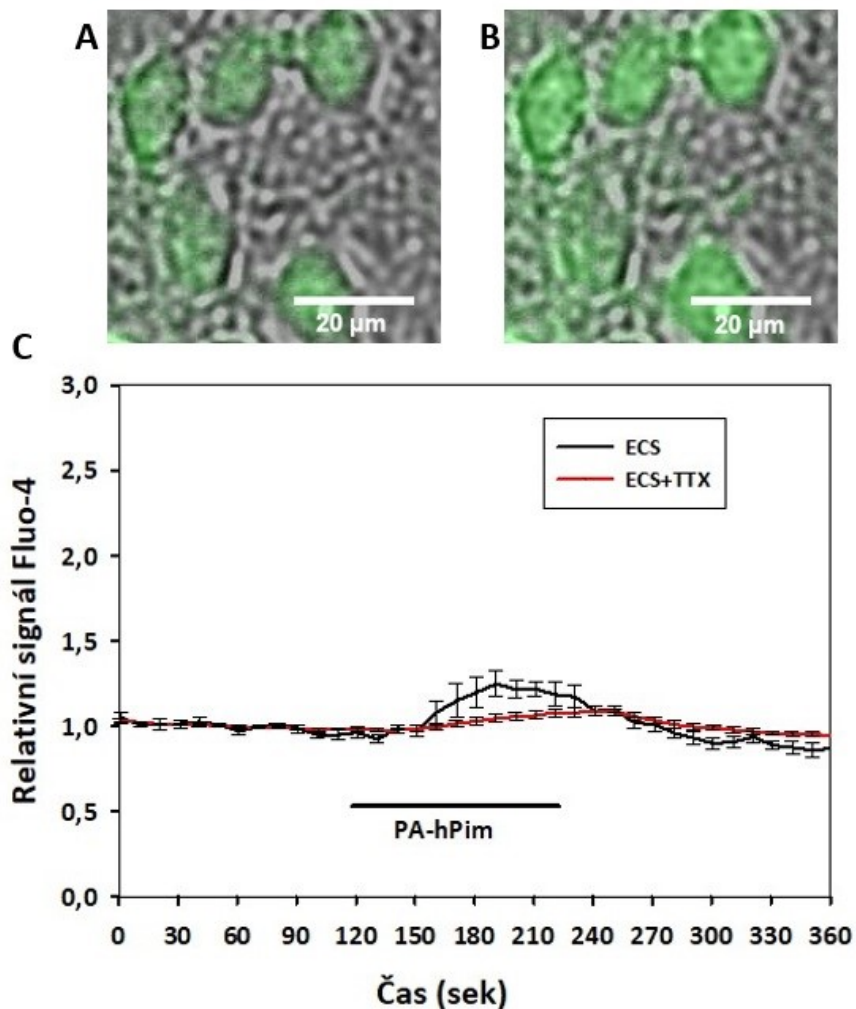 A
B
20 µm
20 µm
C
Relativní signál Fluo-4
3,0
2,5
2,0
1,5
1,0
0,5
0,0
ECS
ECS+TTX
PA-hPim
0 30 60 90 120 150 180 210 240 270 300 330 360
Čas (sek)